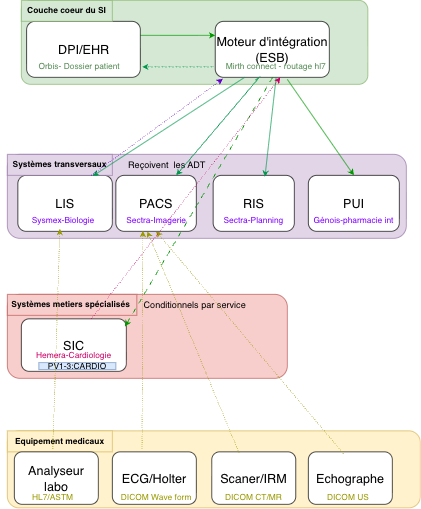 Couche coeur du SI
DPI/EHR
Orbis- Dossier patient
Moteur d'intégration
(ESB)
Mirth connect - routage hl7
Systèmes transversaux
Reçoivent les ADT
LIS
Sysmex-Biologie
PACS
Sectra-Imagerie
RIS
Sectra-Planning
PUI
Génois-pharmacie int
Systèmes metiers spécialisés
Conditionnels par service
SIC
Hemera-Cardiologie
PV1-3:CARDIO
Equipement medicaux
Analyseur
labo
HL7/ASTM
ECG/Holter
DICOM Wave form
Scaner/IRM
DICOM CT/MR
Echographe
DICOM US